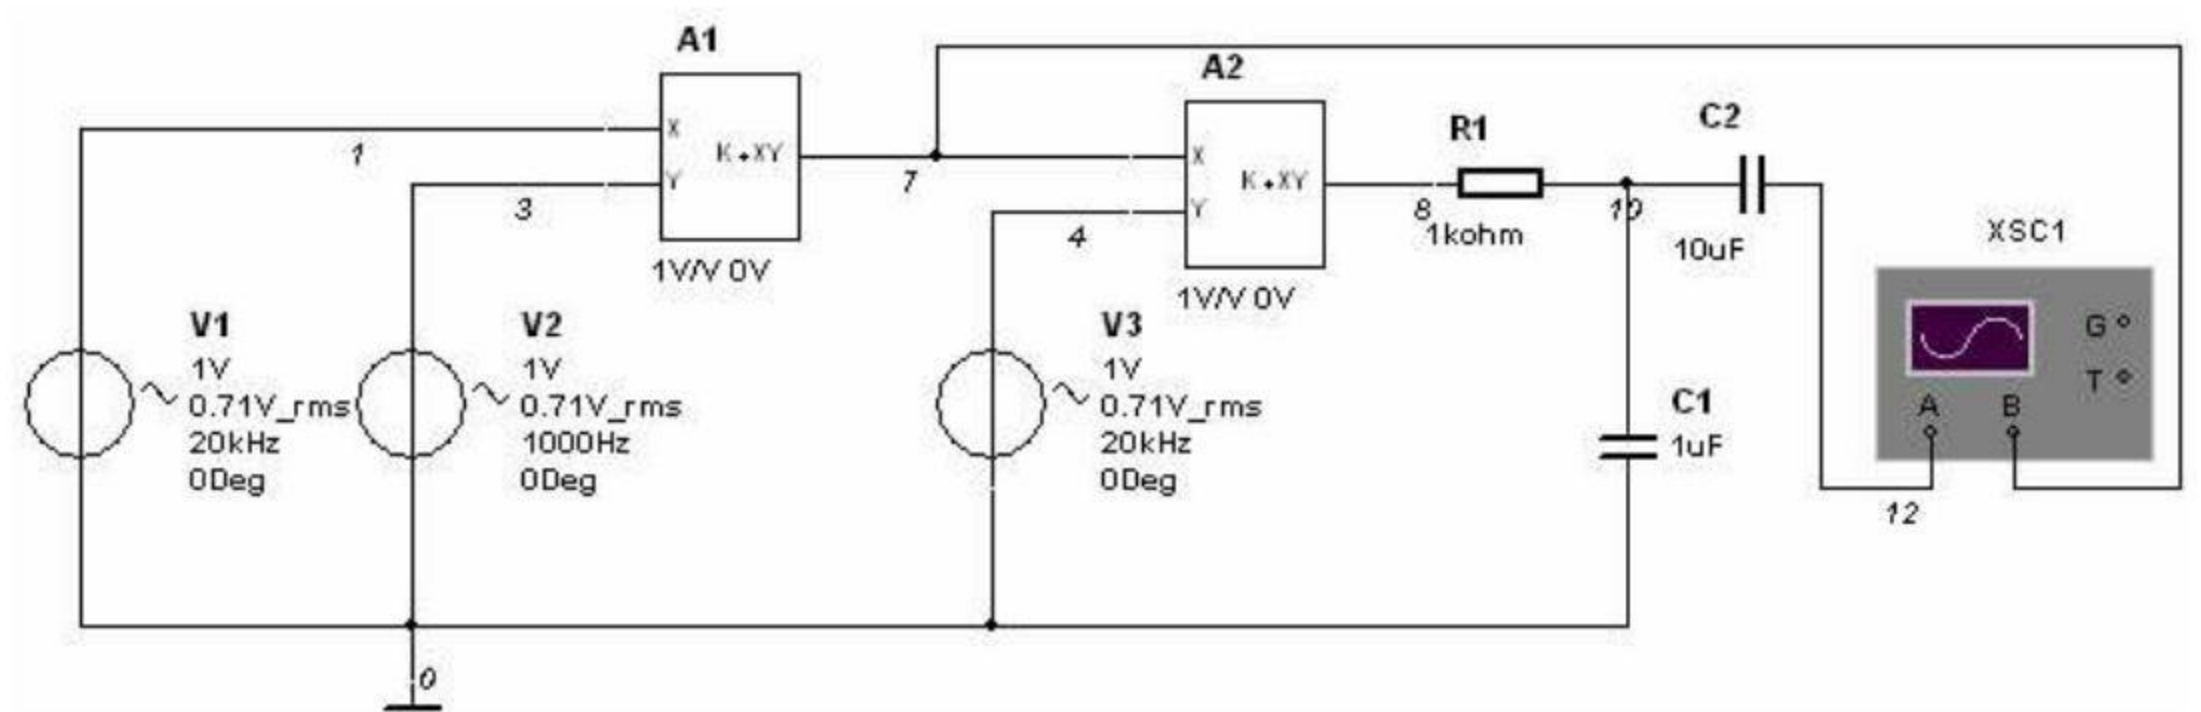 A1
A2
X
Y
K*XY
1V/V 0V
1
3
7
X
Y
K*XY
1V/V 0V
4
8
R1
1kohm
10
C2
10uF
XSC1
G
T
A
B
V1
1V
0.71V_rms
20kHz
0Deg
V2
1V
0.71V_rms
1000Hz
0Deg
V3
1V
0.71V_rms
20kHz
0Deg
C1
1uF
12
0